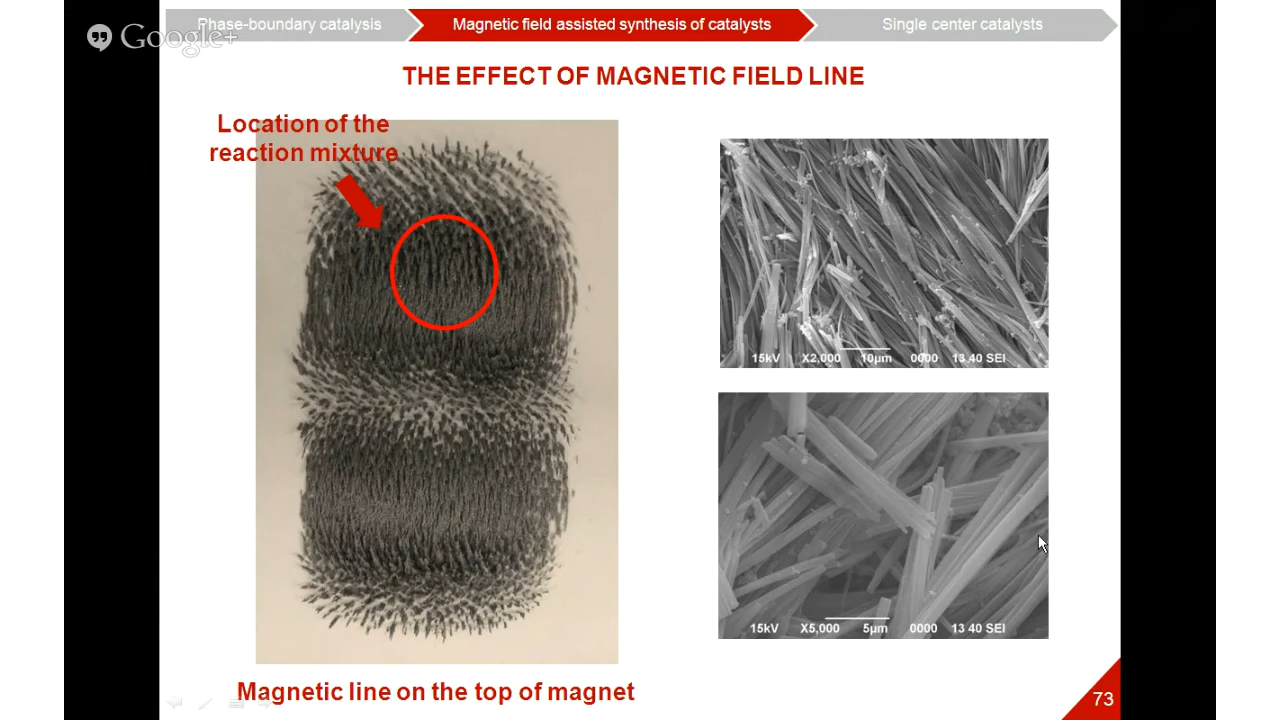 Google+
Phase-boundary catalysis
Magnetic field assisted synthesis of catalysts
Single center catalysts
THE EFFECT OF MAGNETIC FIELD LINE
Location of the
reaction mixture
15kV X2,000 10µm 0000 13 40 SEI
15kV X5,000 5µm 0000 13 40 SEI
Magnetic line on the top of magnet
73